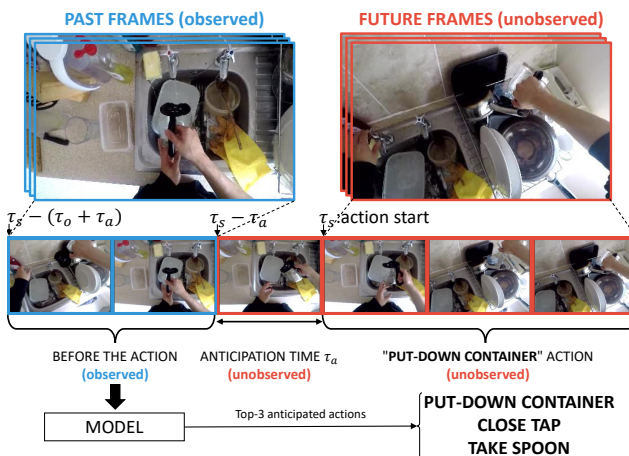 PAST FRAMES (observed)
FUTURE FRAMES (unobserved)
τₛ − (τₒ + τₐ)
τₛ − τₐ
τₛ action start
BEFORE THE ACTION
(observed)
ANTICIPATION TIME τₐ
(unobserved)
"PUT-DOWN CONTAINER" ACTION
(unobserved)
MODEL
Top-3 anticipated actions
PUT-DOWN CONTAINER
CLOSE TAP
TAKE SPOON